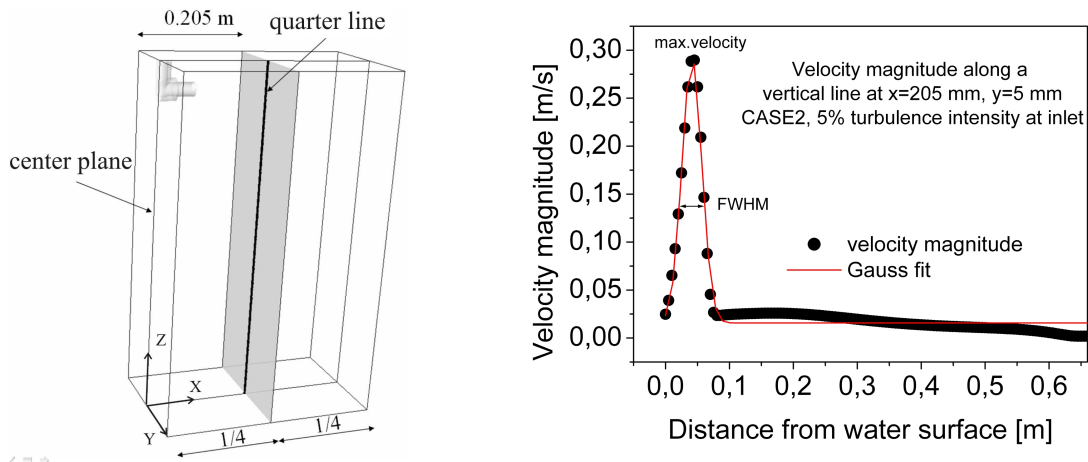 0.205 m
quarter line
center plane
Z
X
Y
1/4
1/4
Velocity magnitude [m/s]
0,30
0,25
0,20
0,15
0,10
0,05
0,00
max.velocity
Velocity magnitude along a
vertical line at x=205 mm, y=5 mm
CASE2, 5% turbulence intensity at inlet
FWHM
velocity magnitude
Gauss fit
0,0 0,1 0,2 0,3 0,4 0,5 0,6
Distance from water surface [m]